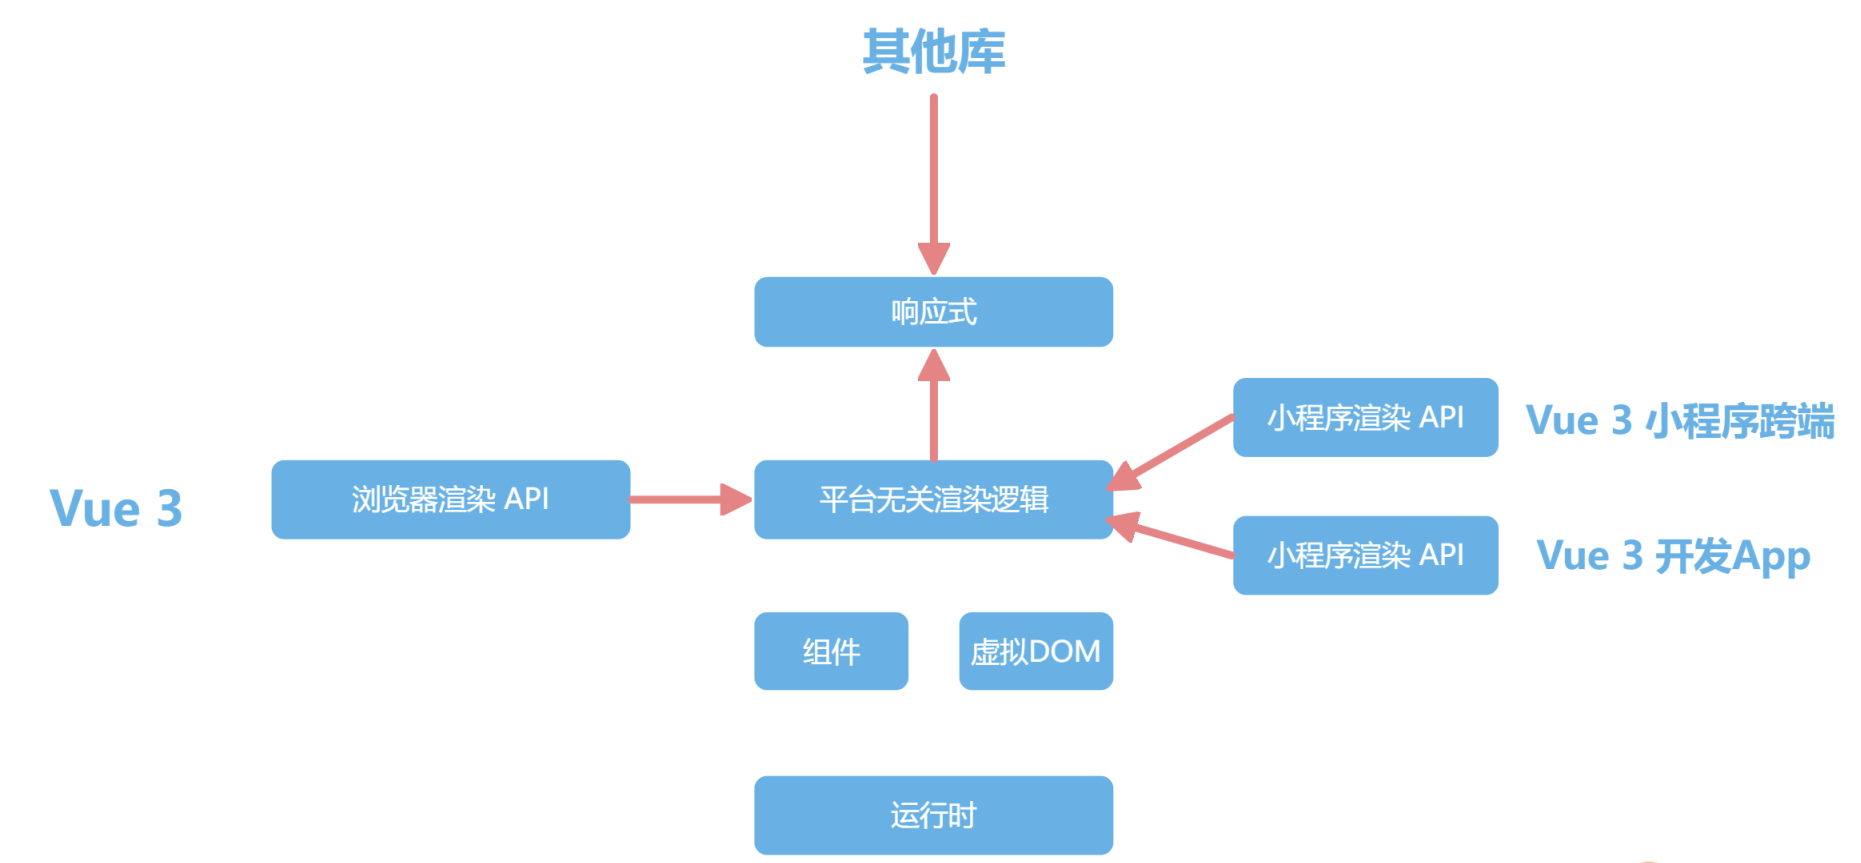 其他库
响应式
小程序渲染 API
Vue 3 小程序跨端
Vue 3
浏览器渲染 API
平台无关渲染逻辑
小程序渲染 API
Vue 3 开发App
组件
虚拟DOM
运行时